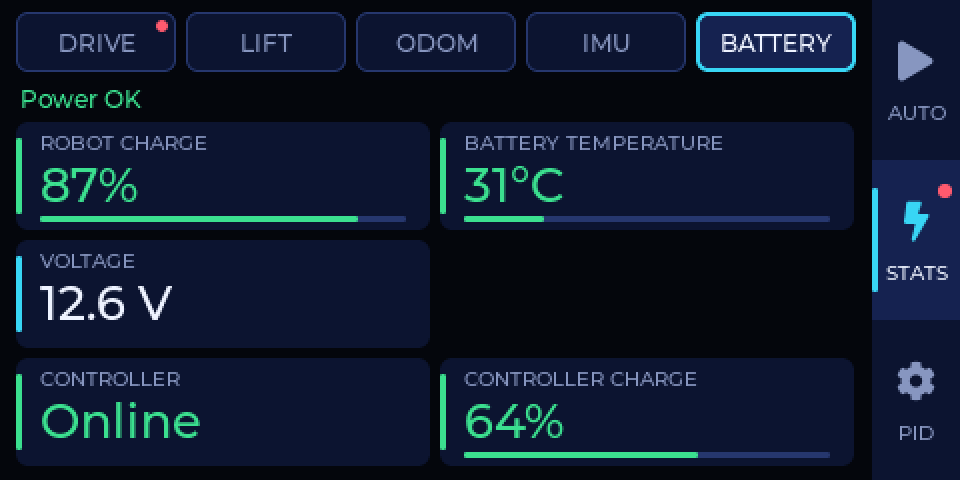 DRIVE
LIFT
ODOM
IMU
BATTERY
Power OK
ROBOT CHARGE
87%
BATTERY TEMPERATURE
31°C
VOLTAGE
12.6 V
CONTROLLER
Online
CONTROLLER CHARGE
64%
AUTO
STATS
PID